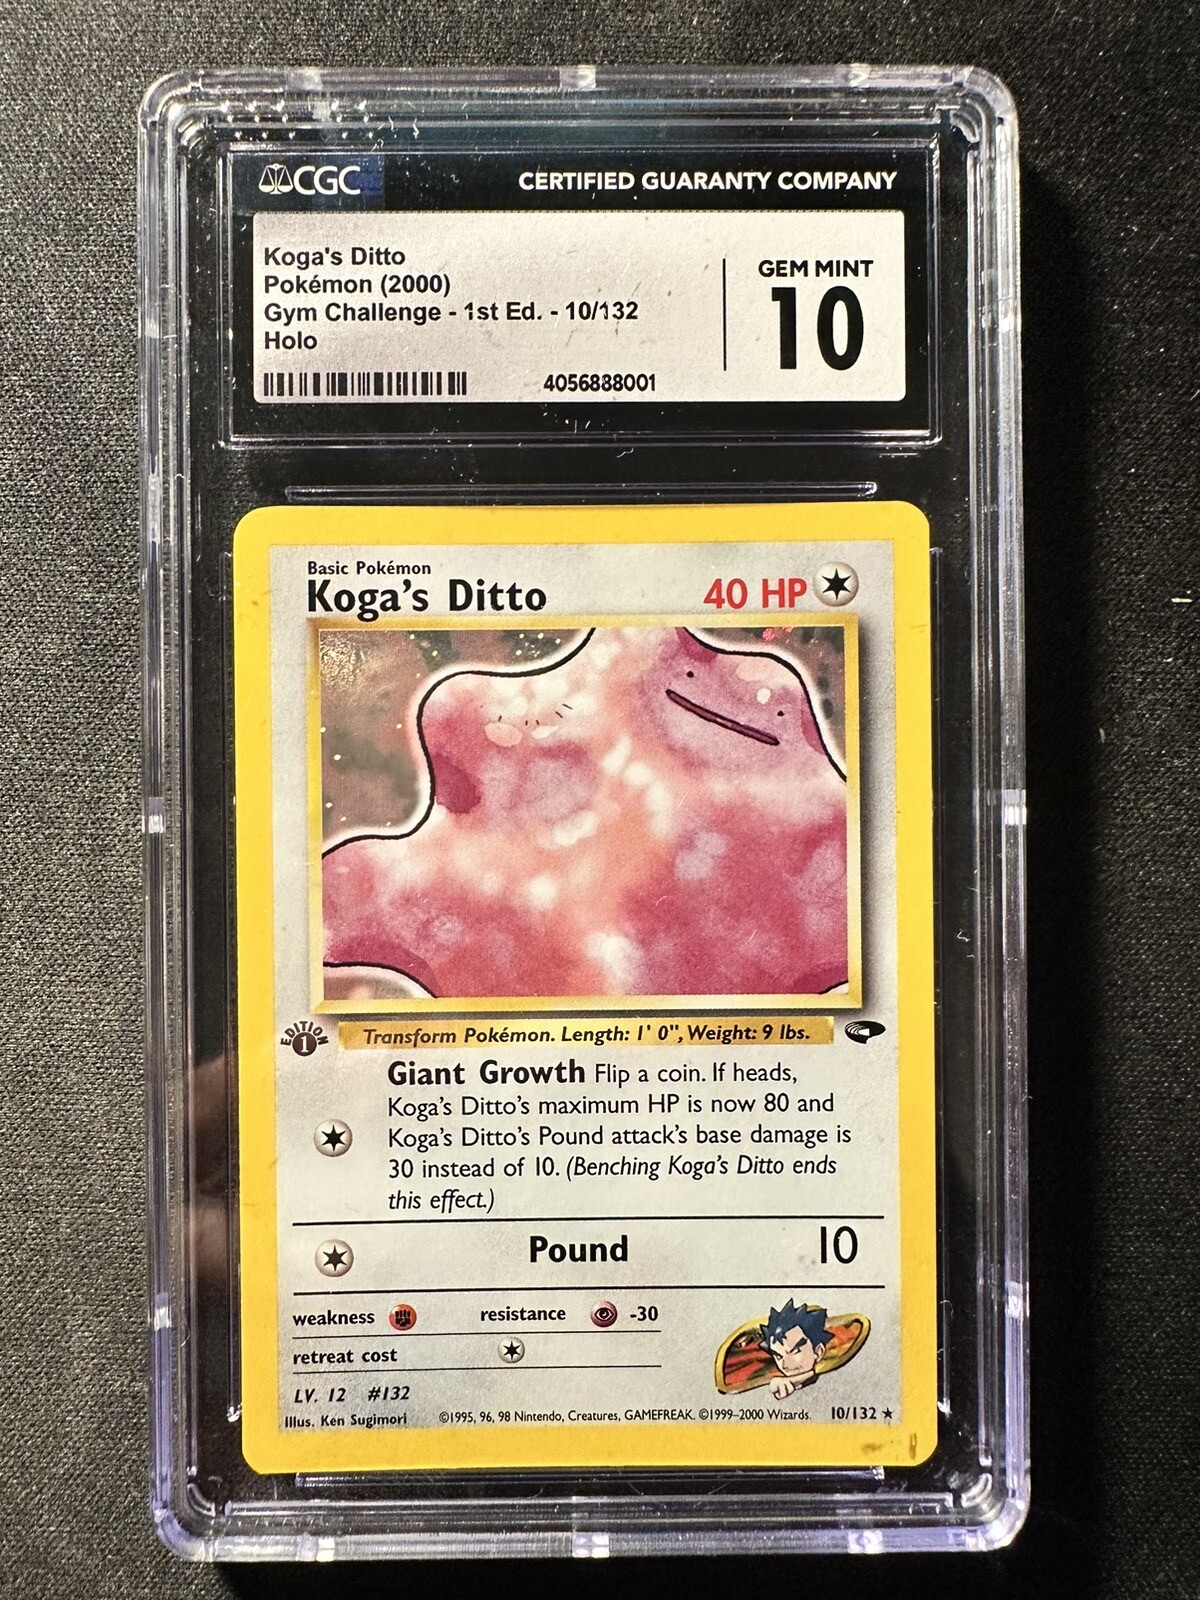 CGC
CERTIFIED GUARANTY COMPANY
Koga's Ditto
Pokémon (2000)
Gym Challenge - 1st Ed. - 10/132
Holo
4056888001
GEM MINT
10
Basic Pokémon
Koga's Ditto
40 HP
EDITION
1
Transform Pokémon. Length: 1' 0", Weight: 9 lbs.
Giant Growth Flip a coin. If heads,
Koga's Ditto's maximum HP is now 80 and
Koga's Ditto's Pound attack's base damage is
30 instead of 10. (Benching Koga's Ditto ends
this effect.)
Pound 10
weakness resistance -30
retreat cost
LV. 12 #132
Illus. Ken Sugimori ©1995, 96, 98 Nintendo, Creatures, GAMEFREAK. ©1999–2000 Wizards. 10/132 ★